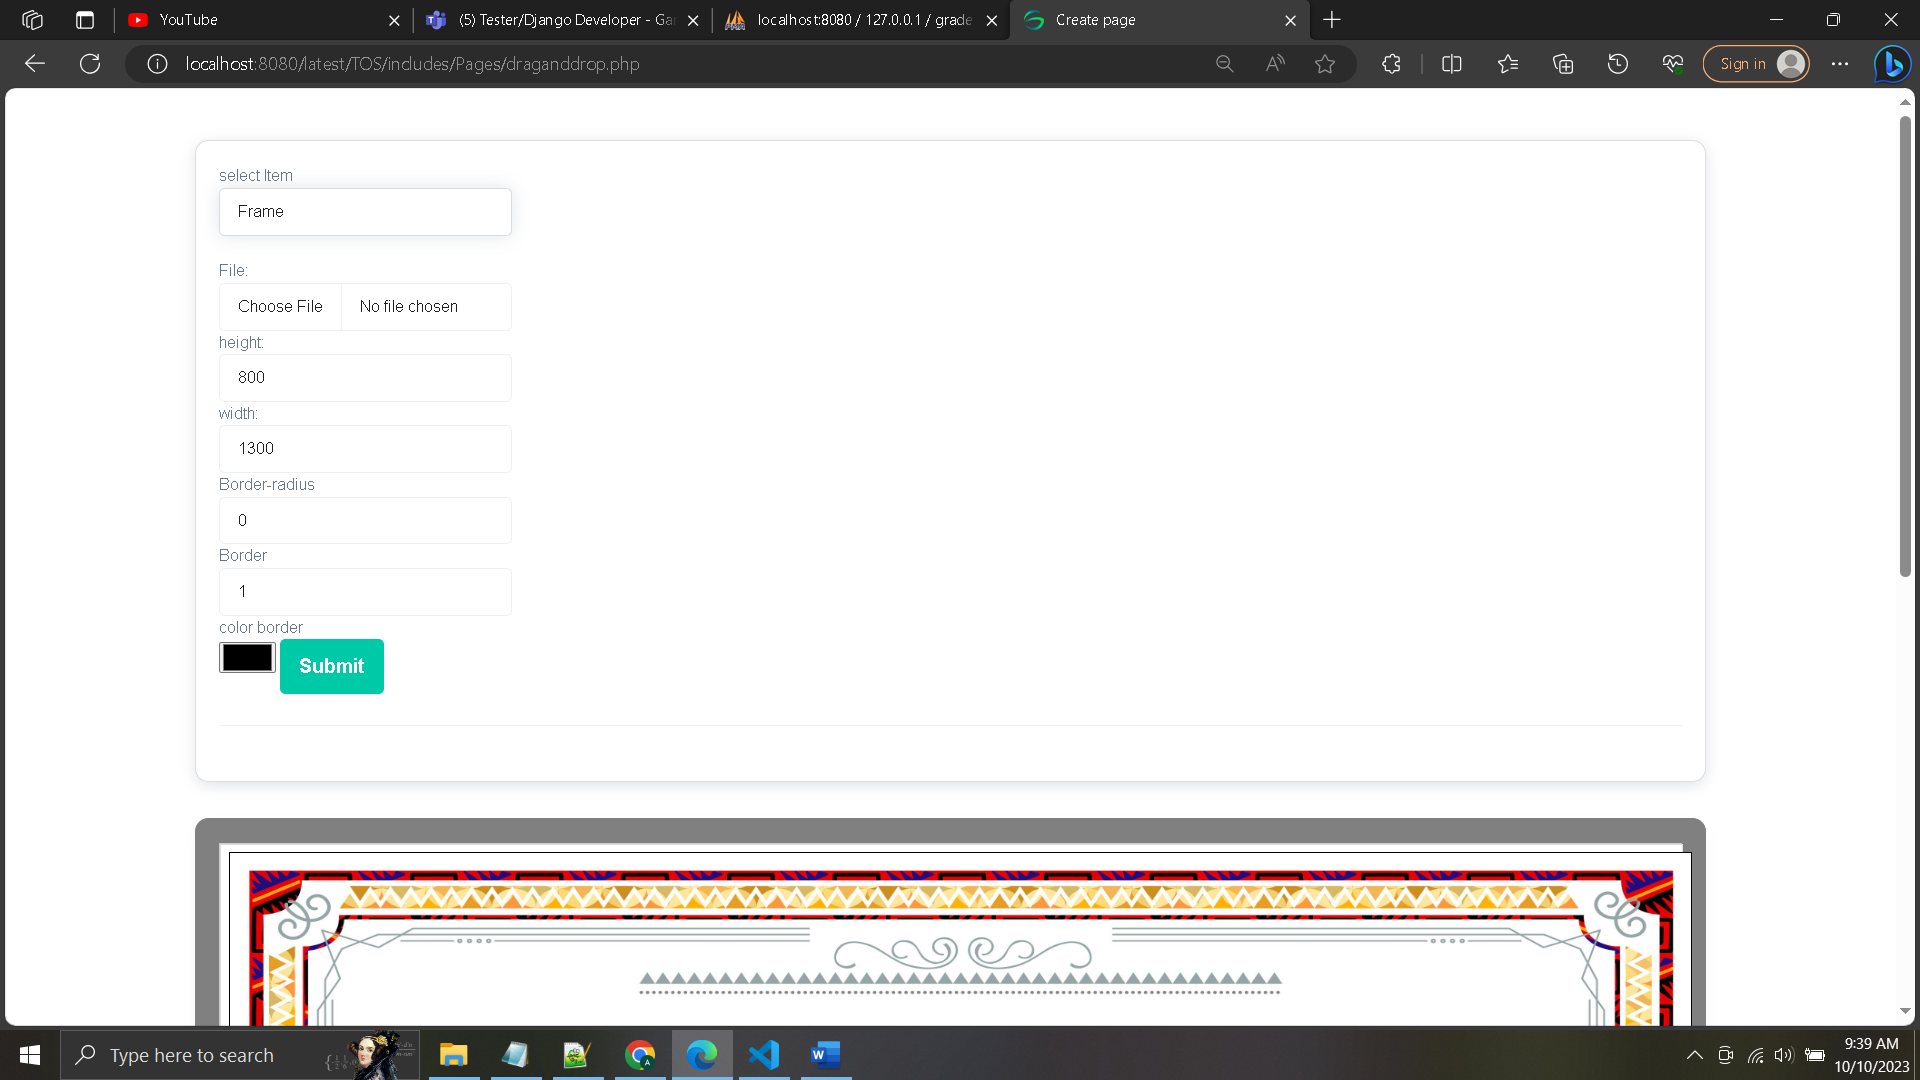 YouTube
(5) Tester/Django Developer - Ga
localhost:8080 / 127.0.0.1 / grade
Create page
localhost:8080/latest/TOS/includes/Pages/draganddrop.php
Sign in
select Item
Frame
File:
Choose File No file chosen
height:
800
width:
1300
Border-radius
0
Border
1
color border
Submit
Type here to search
9:39 AM
10/10/2023